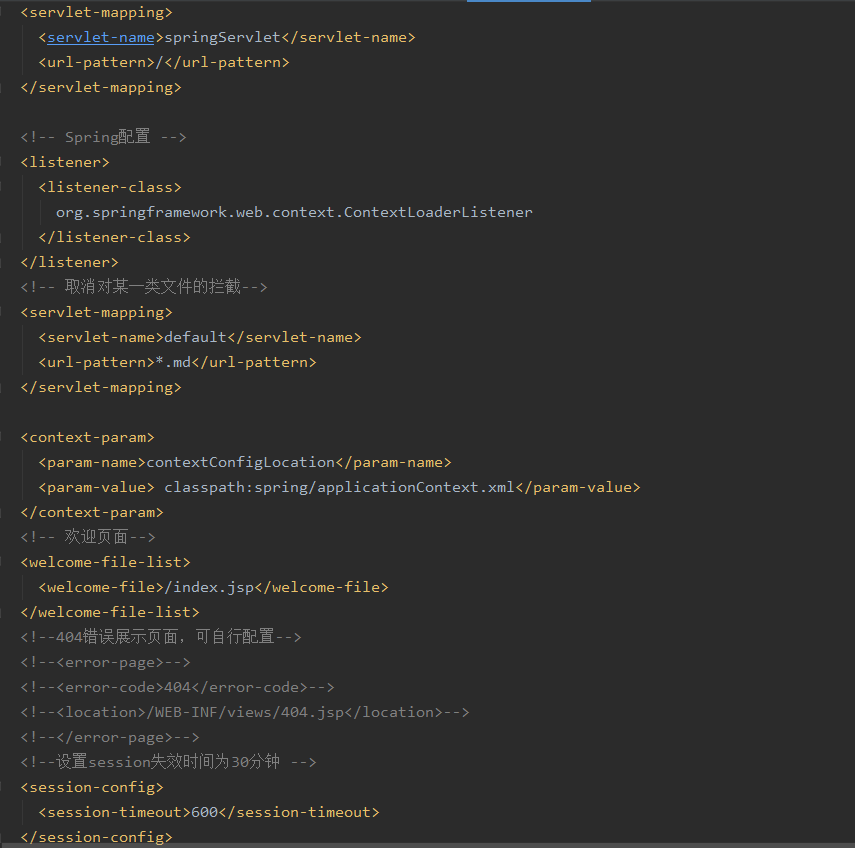 <servlet-mapping>
<servlet-name>springServlet</servlet-name>
<url-pattern>/</url-pattern>
</servlet-mapping>
<!-- Spring配置 -->
<listener>
<listener-class>
org.springframework.web.context.ContextLoaderListener
</listener-class>
</listener>
<!-- 取消对某一类文件的拦截-->
<servlet-mapping>
<servlet-name>default</servlet-name>
<url-pattern>*.md</url-pattern>
</servlet-mapping>
<context-param>
<param-name>contextConfigLocation</param-name>
<param-value> classpath:spring/applicationContext.xml</param-value>
</context-param>
<!-- 欢迎页面-->
<welcome-file-list>
<welcome-file>/index.jsp</welcome-file>
</welcome-file-list>
<!--404错误展示页面，可自行配置-->
<!--<error-page>-->
<!--<error-code>404</error-code>-->
<!--<location>/WEB-INF/views/404.jsp</location>-->
<!--</error-page>-->
<!--设置session失效时间为30分钟 -->
<session-config>
<session-timeout>600</session-timeout>
</session-config>